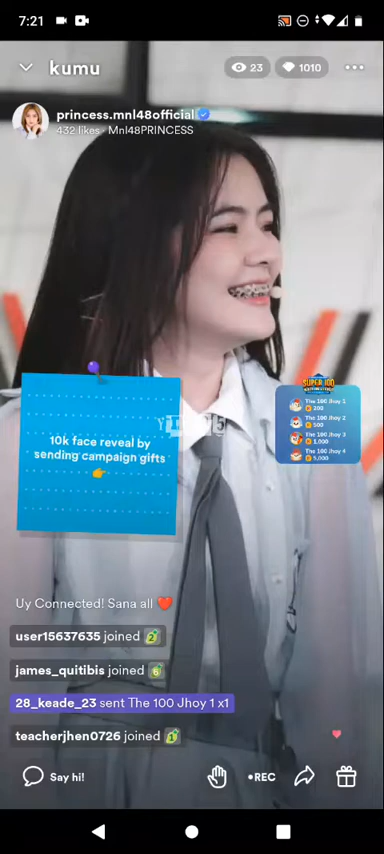 7:21
kumu
23
1010
princess.mnl48official
432 likes · Mnl48PRINCESS
10k face reveal by
sending campaign gifts
👉
SUPER 100
The 100 Jhoy 1
200
The 100 Jhoy 2
500
The 100 Jhoy 3
1,000
The 100 Jhoy 4
5,000
Uy Connected! Sana all ❤️
user15637635 joined 2
james_quitibis joined 6
28_keade_23 sent The 100 Jhoy 1 x1
teacherjhen0726 joined 1
Say hi!
•REC